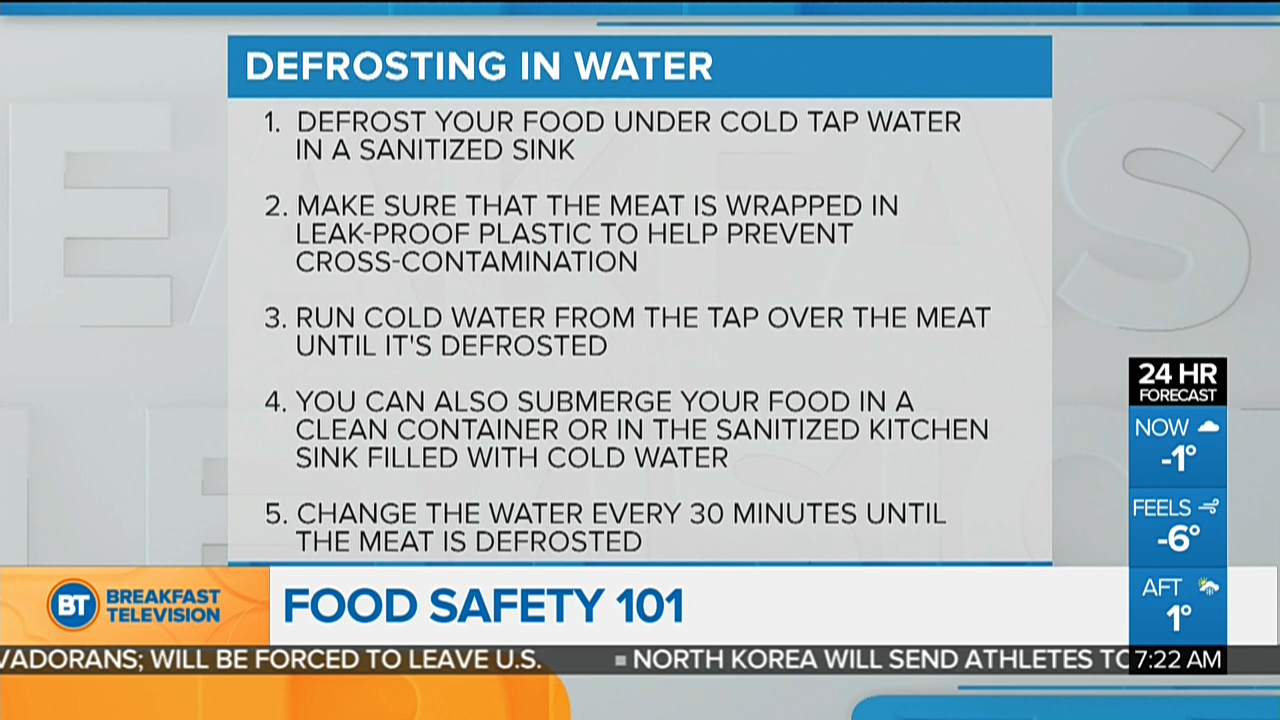 DEFROSTING IN WATER
1. DEFROST YOUR FOOD UNDER COLD TAP WATER
IN A SANITIZED SINK
2. MAKE SURE THAT THE MEAT IS WRAPPED IN
LEAK-PROOF PLASTIC TO HELP PREVENT
CROSS-CONTAMINATION
3. RUN COLD WATER FROM THE TAP OVER THE MEAT
UNTIL IT'S DEFROSTED
4. YOU CAN ALSO SUBMERGE YOUR FOOD IN A
CLEAN CONTAINER OR IN THE SANITIZED KITCHEN
SINK FILLED WITH COLD WATER
5. CHANGE THE WATER EVERY 30 MINUTES UNTIL
THE MEAT IS DEFROSTED
24 HR
FORECAST
NOW
-1°
FEELS
-6°
AFT
1°
BT BREAKFAST
TELEVISION
FOOD SAFETY 101
VADORANS; WILL BE FORCED TO LEAVE U.S. ■ NORTH KOREA WILL SEND ATHLETES TO
7:22 AM